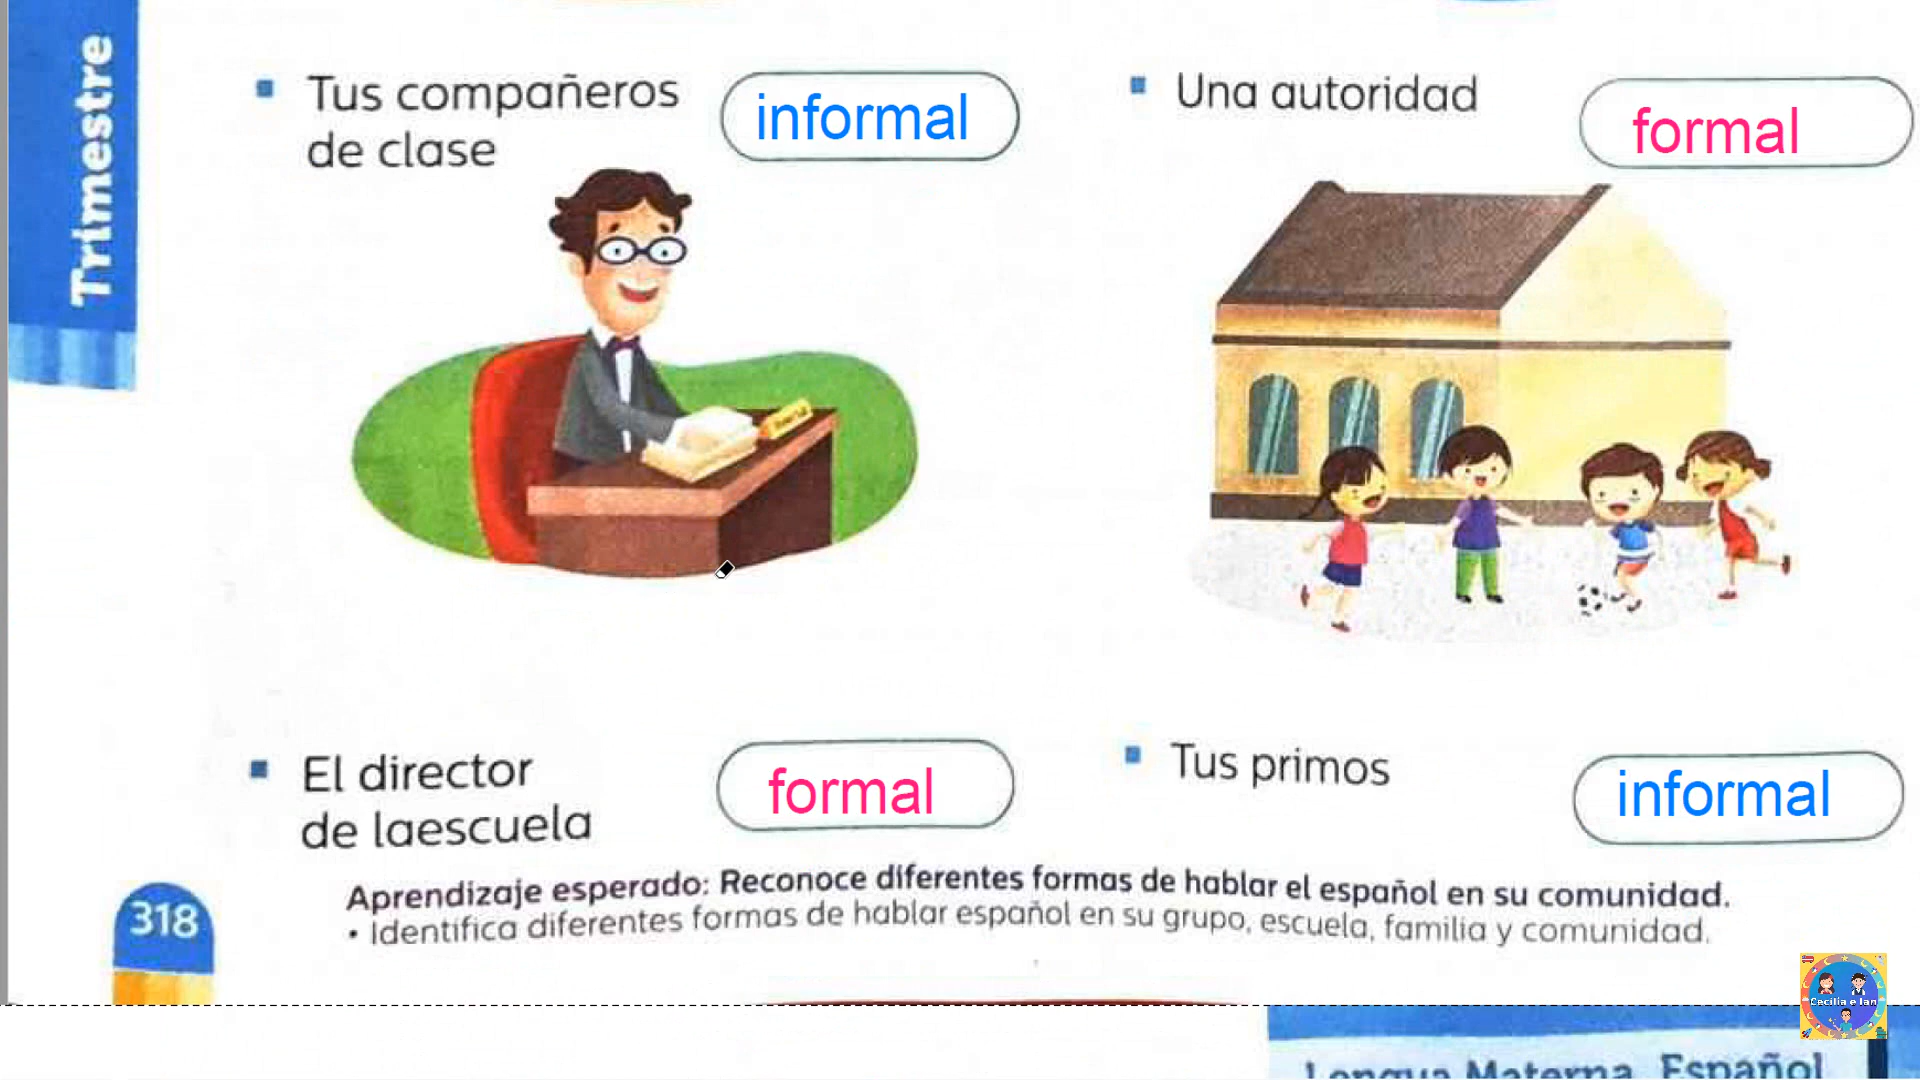 Trimestre
Tus compañeros
de clase
informal
Una autoridad
formal
El director
de laescuela
formal
Tus primos
informal
Aprendizaje esperado: Reconoce diferentes formas de hablar el español en su comunidad.
• Identifica diferentes formas de hablar español en su grupo, escuela, familia y comunidad.
318
Cecilia e Ian
Lengua Materna. Español